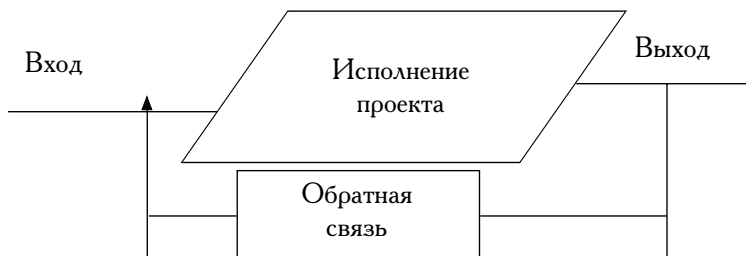 Вход
Исполнение
проекта
Выход
Обратная
связь